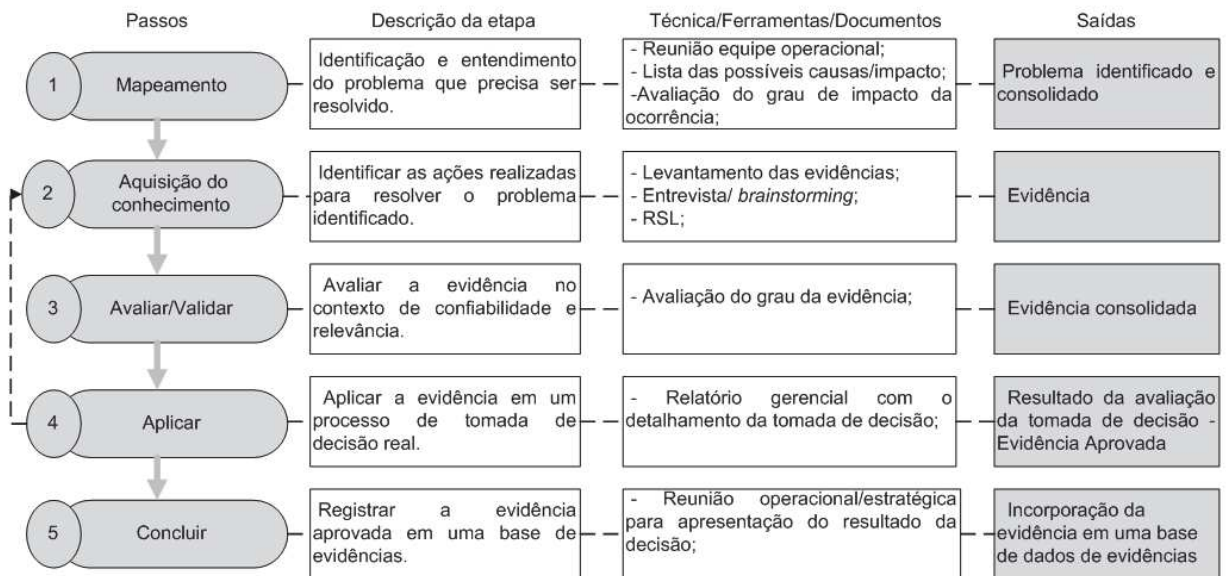 Passos
Descrição da etapa
Técnica/Ferramentas/Documentos
Saídas
1
Mapeamento
Identificação e entendimento
do problema que precisa ser
resolvido.
- Reunião equipe operacional;
- Lista das possíveis causas/impacto;
-Avaliação do grau de impacto da
ocorrência;
Problema identificado e
consolidado
2
Aquisição do
conhecimento
Identificar as ações realizadas
para resolver o problema
identificado.
- Levantamento das evidências;
- Entrevista/ brainstorming;
- RSL;
Evidência
3
Avaliar/Validar
Avaliar a evidência no
contexto de confiabilidade e
relevância.
- Avaliação do grau da evidência;
Evidência consolidada
4
Aplicar
Aplicar a evidência em um
processo de tomada de
decisão real.
- Relatório gerencial com o
detalhamento da tomada de decisão;
Resultado da avaliação
da tomada de decisão -
Evidência Aprovada
5
Concluir
Registrar a evidência
aprovada em uma base de
evidências.
- Reunião operacional/estratégica
para apresentação do resultado da
decisão;
Incorporação da
evidência em uma base
de dados de evidências